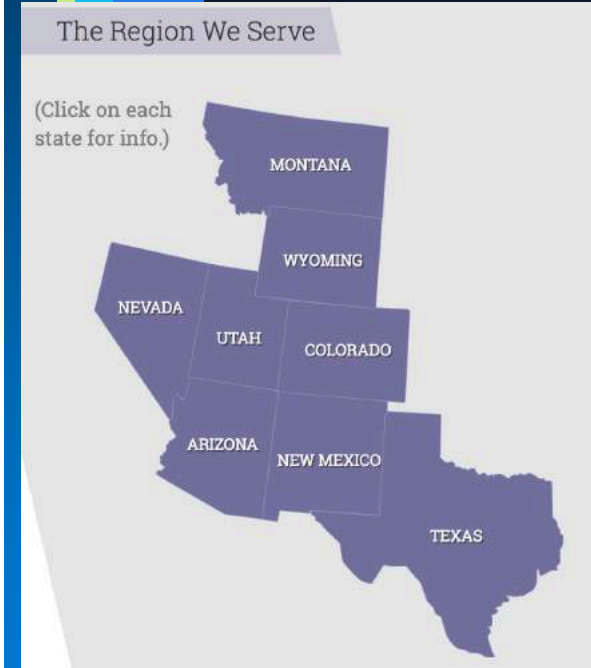 The Region We Serve
(Click on each
state for info.)
MONTANA
WYOMING
NEVADA
UTAH
COLORADO
ARIZONA
NEW MEXICO
TEXAS